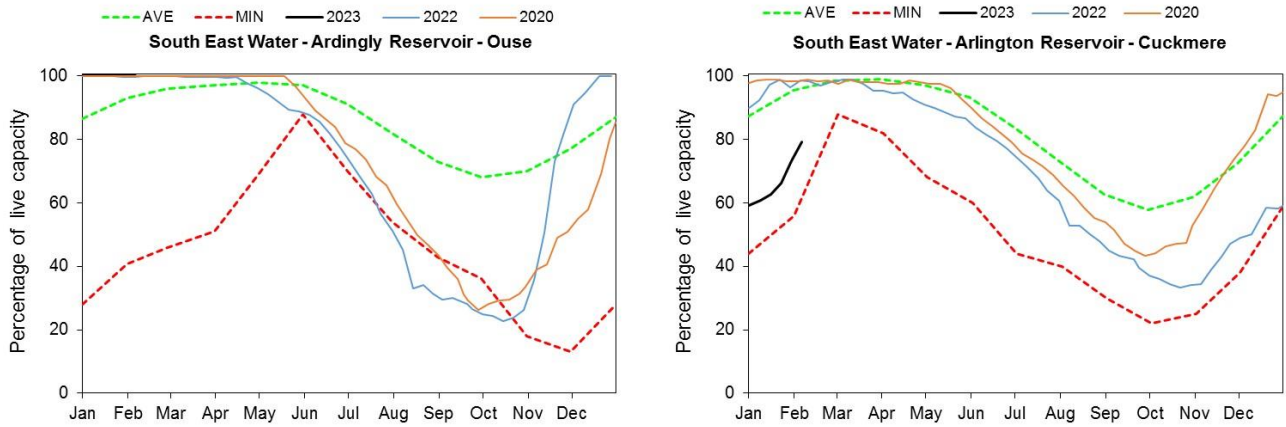 AVE MIN 2023 2022 2020
South East Water - Ardingly Reservoir - Ouse
Percentage of live capacity
100
80
60
40
20
0
Jan Feb Mar Apr May Jun Jul Aug Sep Oct Nov Dec
AVE MIN 2023 2022 2020
South East Water - Arlington Reservoir - Cuckmere
Percentage of live capacity
100
80
60
40
20
0
Jan Feb Mar Apr May Jun Jul Aug Sep Oct Nov Dec